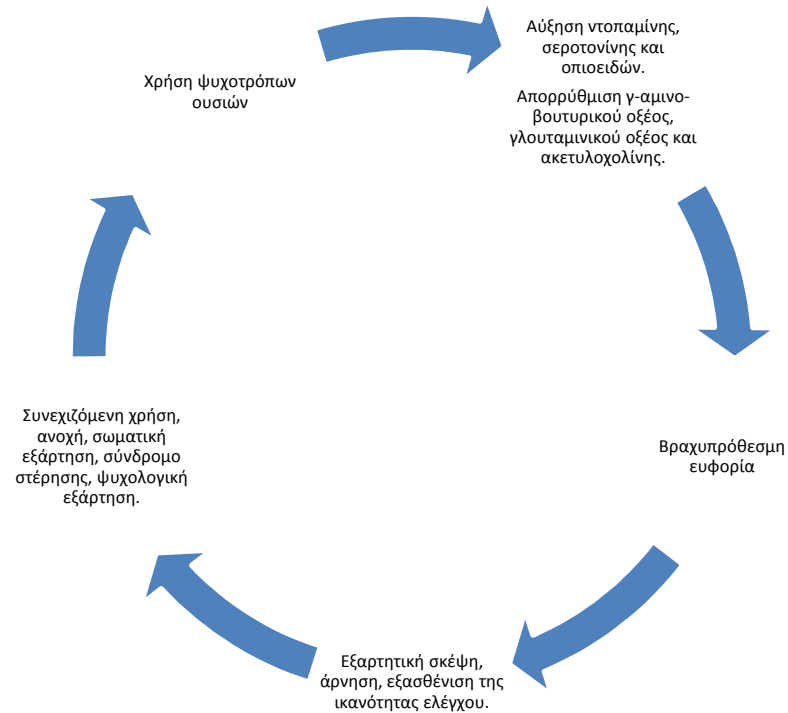 Χρήση ψυχοτρόπων
ουσιών
Αύξηση ντοπαμίνης,
σεροτονίνης και
οπιοειδών.
Απορρύθμιση γ-αμινο-
βουτυρικού οξέος,
γλουταμινικού οξέος και
ακετυλοχολίνης.
Βραχυπρόθεσμη
ευφορία
Εξαρτητική σκέψη,
άρνηση, εξασθένιση της
ικανότητας ελέγχου.
Συνεχιζόμενη χρήση,
ανοχή, σωματική
εξάρτηση, σύνδρομο
στέρησης, ψυχολογική
εξάρτηση.